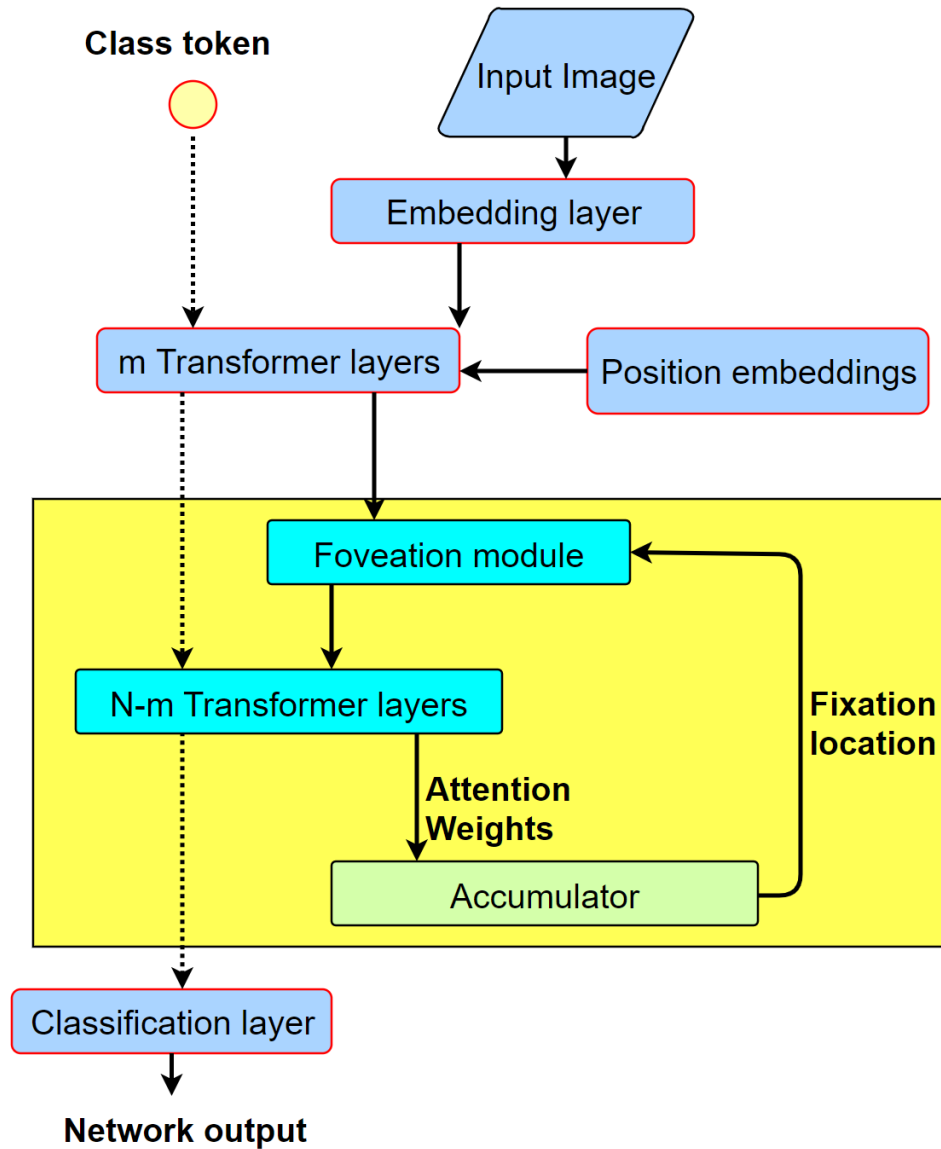 Class token
Input Image
Embedding layer
m Transformer layers
Position embeddings
Foveation module
N-m Transformer layers
Fixation
location
Attention
Weights
Accumulator
Classification layer
Network output